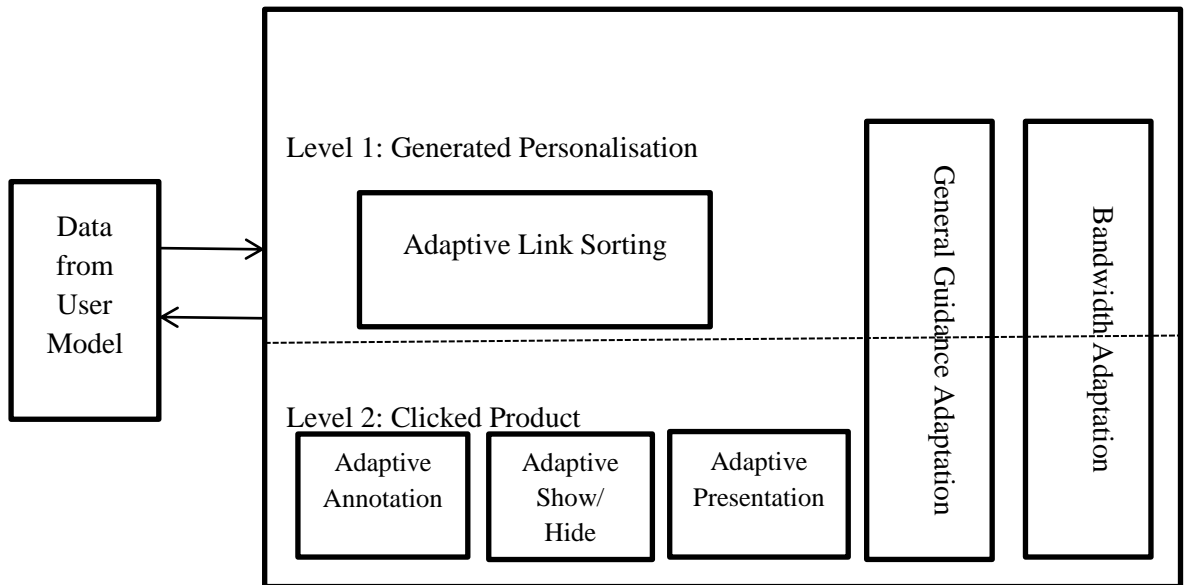 Data
from
User
Model
Level 1: Generated Personalisation
Adaptive Link Sorting
Level 2: Clicked Product
Adaptive
Annotation
Adaptive
Show/
Hide
Adaptive
Presentation
General Guidance Adaptation
Bandwidth Adaptation